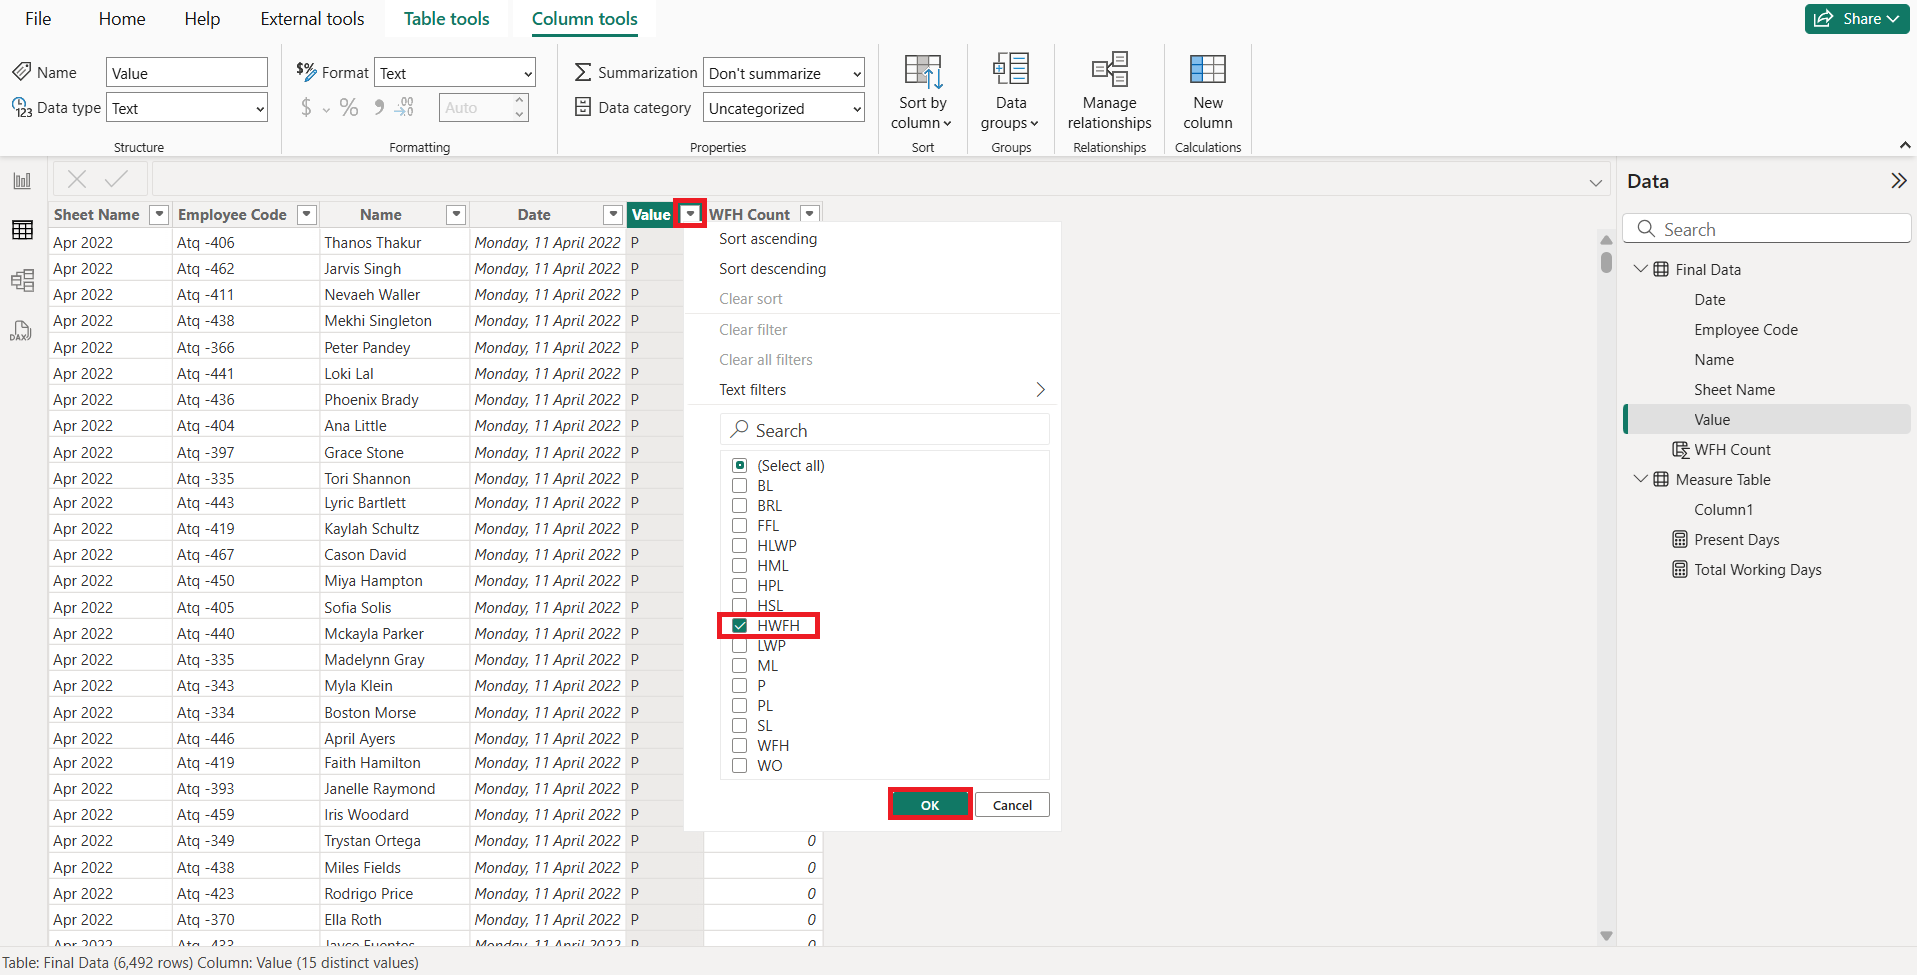 File Home Help External tools Table tools Column tools Share
Name Value Format Text Summarization Don't summarize
Data type Text $ % 9 .00 Auto Data category Uncategorized
Sort by column Data groups Manage relationships New column
Structure Formatting Properties Sort Groups Relationships Calculations
Sheet Name Employee Code Name Date Value WFH Count
Apr 2022 Atq -406 Thanos Thakur Monday, 11 April 2022 P
Apr 2022 Atq -462 Jarvis Singh Monday, 11 April 2022 P
Apr 2022 Atq -411 Nevaeh Waller Monday, 11 April 2022 P
Apr 2022 Atq -438 Mekhi Singleton Monday, 11 April 2022 P
Apr 2022 Atq -366 Peter Pandey Monday, 11 April 2022 P
Apr 2022 Atq -441 Loki Lal Monday, 11 April 2022 P
Apr 2022 Atq -436 Phoenix Brady Monday, 11 April 2022 P
Apr 2022 Atq -404 Ana Little Monday, 11 April 2022 P
Apr 2022 Atq -397 Grace Stone Monday, 11 April 2022 P
Apr 2022 Atq -335 Tori Shannon Monday, 11 April 2022 P
Apr 2022 Atq -443 Lyric Bartlett Monday, 11 April 2022 P
Apr 2022 Atq -419 Kaylah Schultz Monday, 11 April 2022 P
Apr 2022 Atq -467 Cason David Monday, 11 April 2022 P
Apr 2022 Atq -450 Miya Hampton Monday, 11 April 2022 P
Apr 2022 Atq -405 Sofia Solis Monday, 11 April 2022 P
Apr 2022 Atq -440 Mckayla Parker Monday, 11 April 2022 P
Apr 2022 Atq -335 Madelynn Gray Monday, 11 April 2022 P
Apr 2022 Atq -343 Myla Klein Monday, 11 April 2022 P
Apr 2022 Atq -334 Boston Morse Monday, 11 April 2022 P
Apr 2022 Atq -446 April Ayers Monday, 11 April 2022 P
Apr 2022 Atq -419 Faith Hamilton Monday, 11 April 2022 P
Apr 2022 Atq -393 Janelle Raymond Monday, 11 April 2022 P
Apr 2022 Atq -459 Iris Woodard Monday, 11 April 2022 P
Apr 2022 Atq -349 Trystan Ortega Monday, 11 April 2022 P 0
Apr 2022 Atq -438 Miles Fields Monday, 11 April 2022 P 0
Apr 2022 Atq -423 Rodrigo Price Monday, 11 April 2022 P 0
Apr 2022 Atq -370 Ella Roth Monday, 11 April 2022 P 0
Apr 2022 Atq -433 Jayce Fuentes Monday, 11 April 2022 P 0
Sort ascending
Sort descending
Clear sort
Clear filter
Clear all filters
Text filters
Search
(Select all)
BL
BRL
FFL
HLWP
HML
HPL
HSL
HWFH
LWP
ML
P
PL
SL
WFH
WO
OK Cancel
Data
Search
Final Data
Date
Employee Code
Name
Sheet Name
Value
WFH Count
Measure Table
Column1
Present Days
Total Working Days
DAX
Table: Final Data (6,492 rows) Column: Value (15 distinct values)